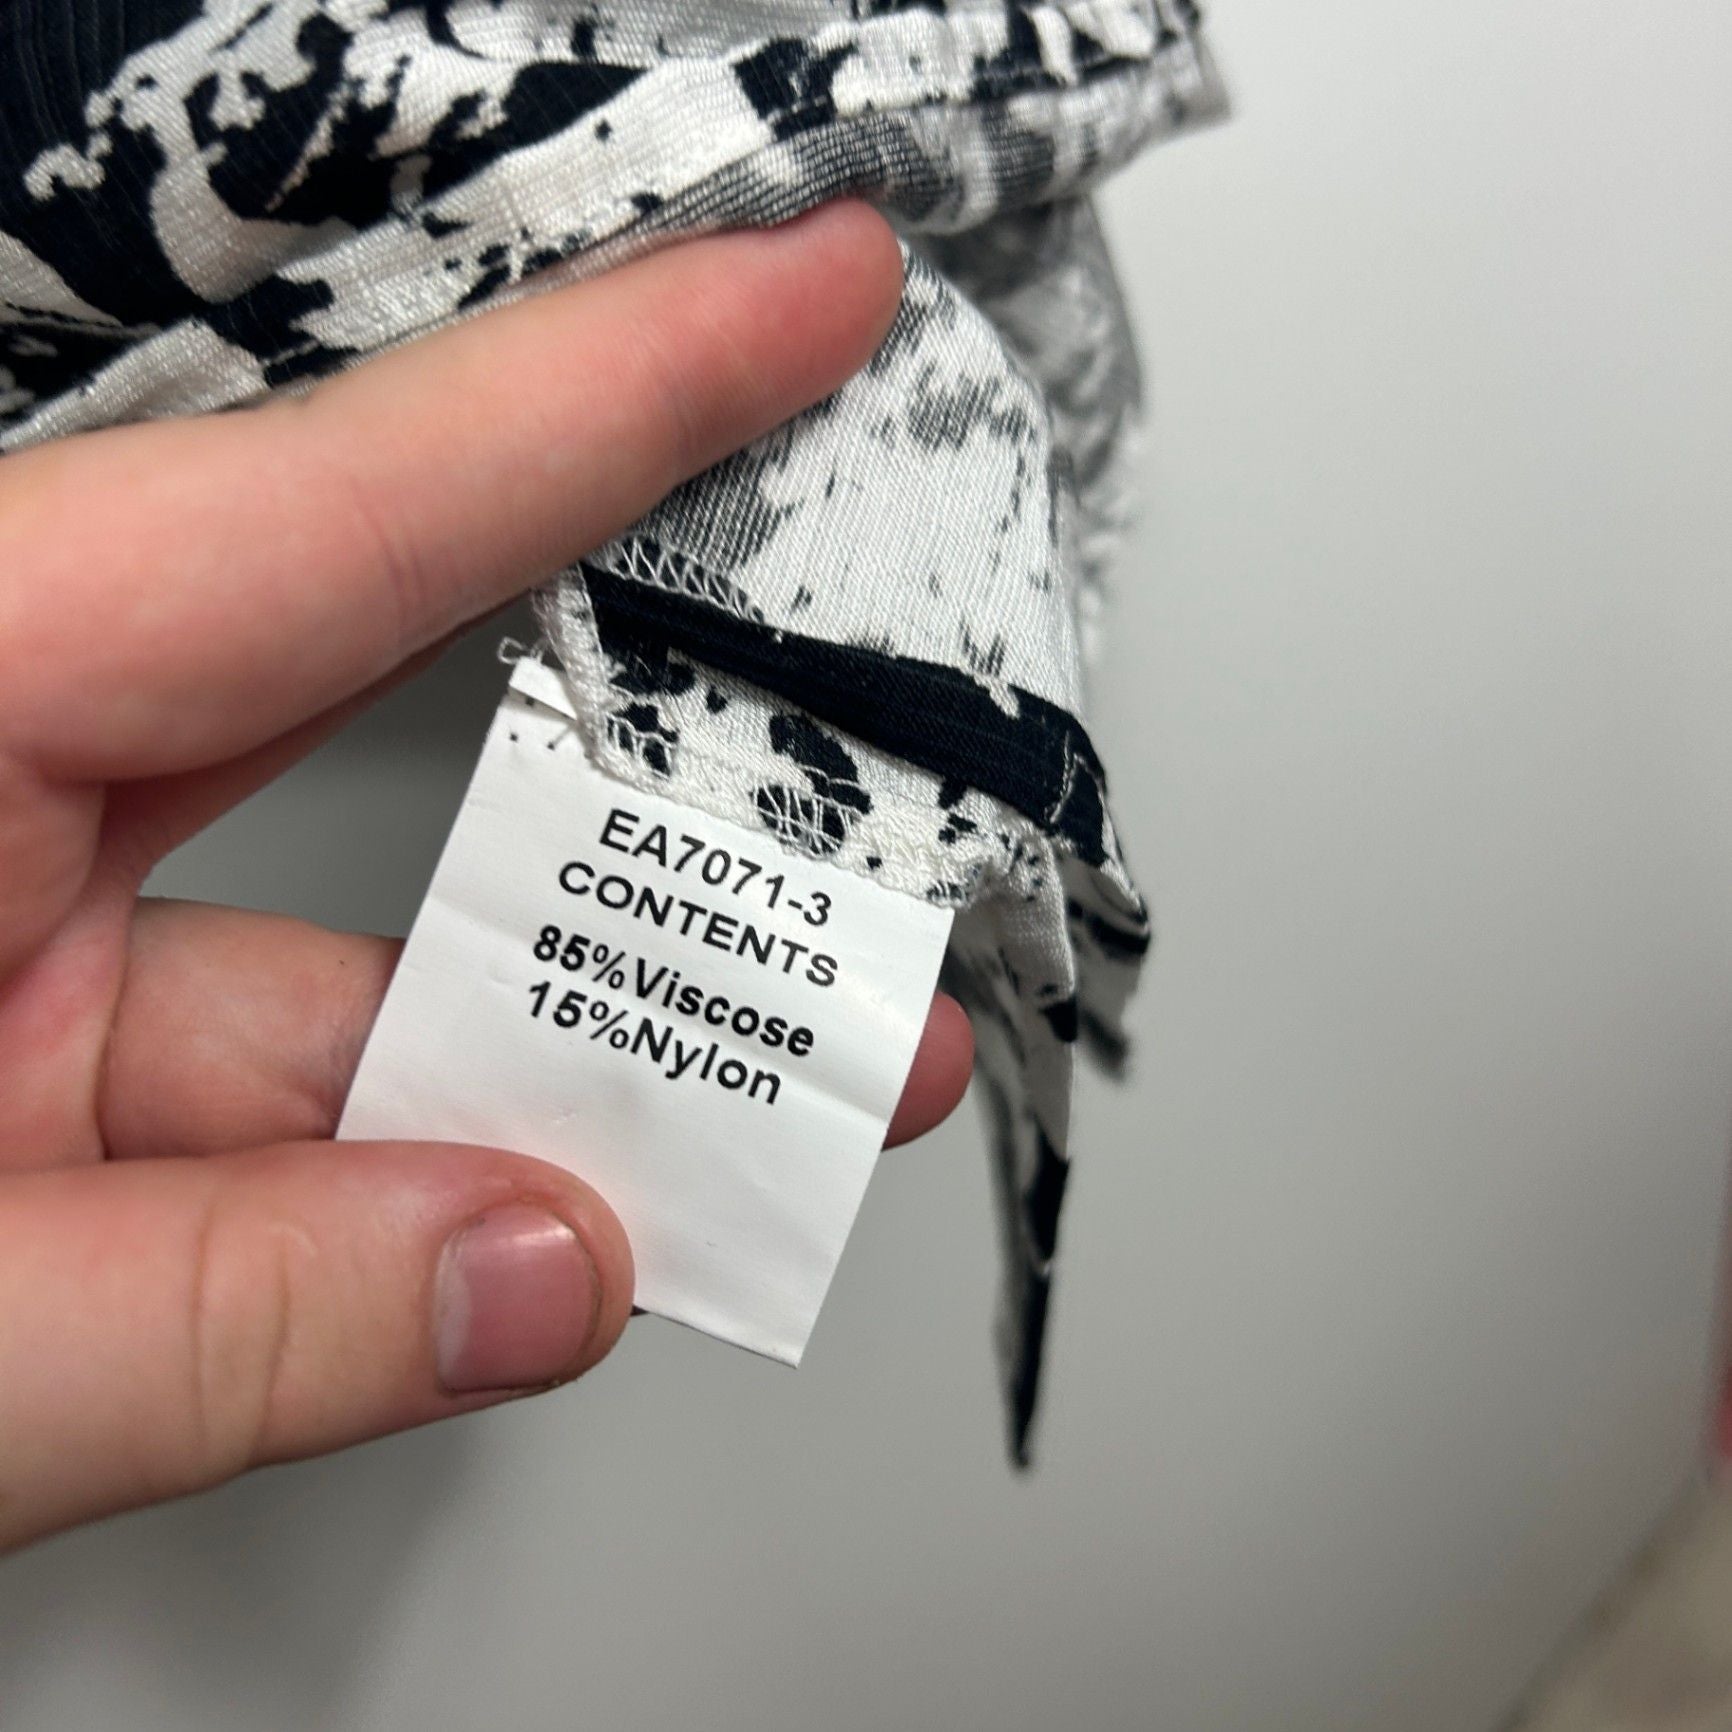 EA7071-3
CONTENTS
85%Viscose
15%Nylon